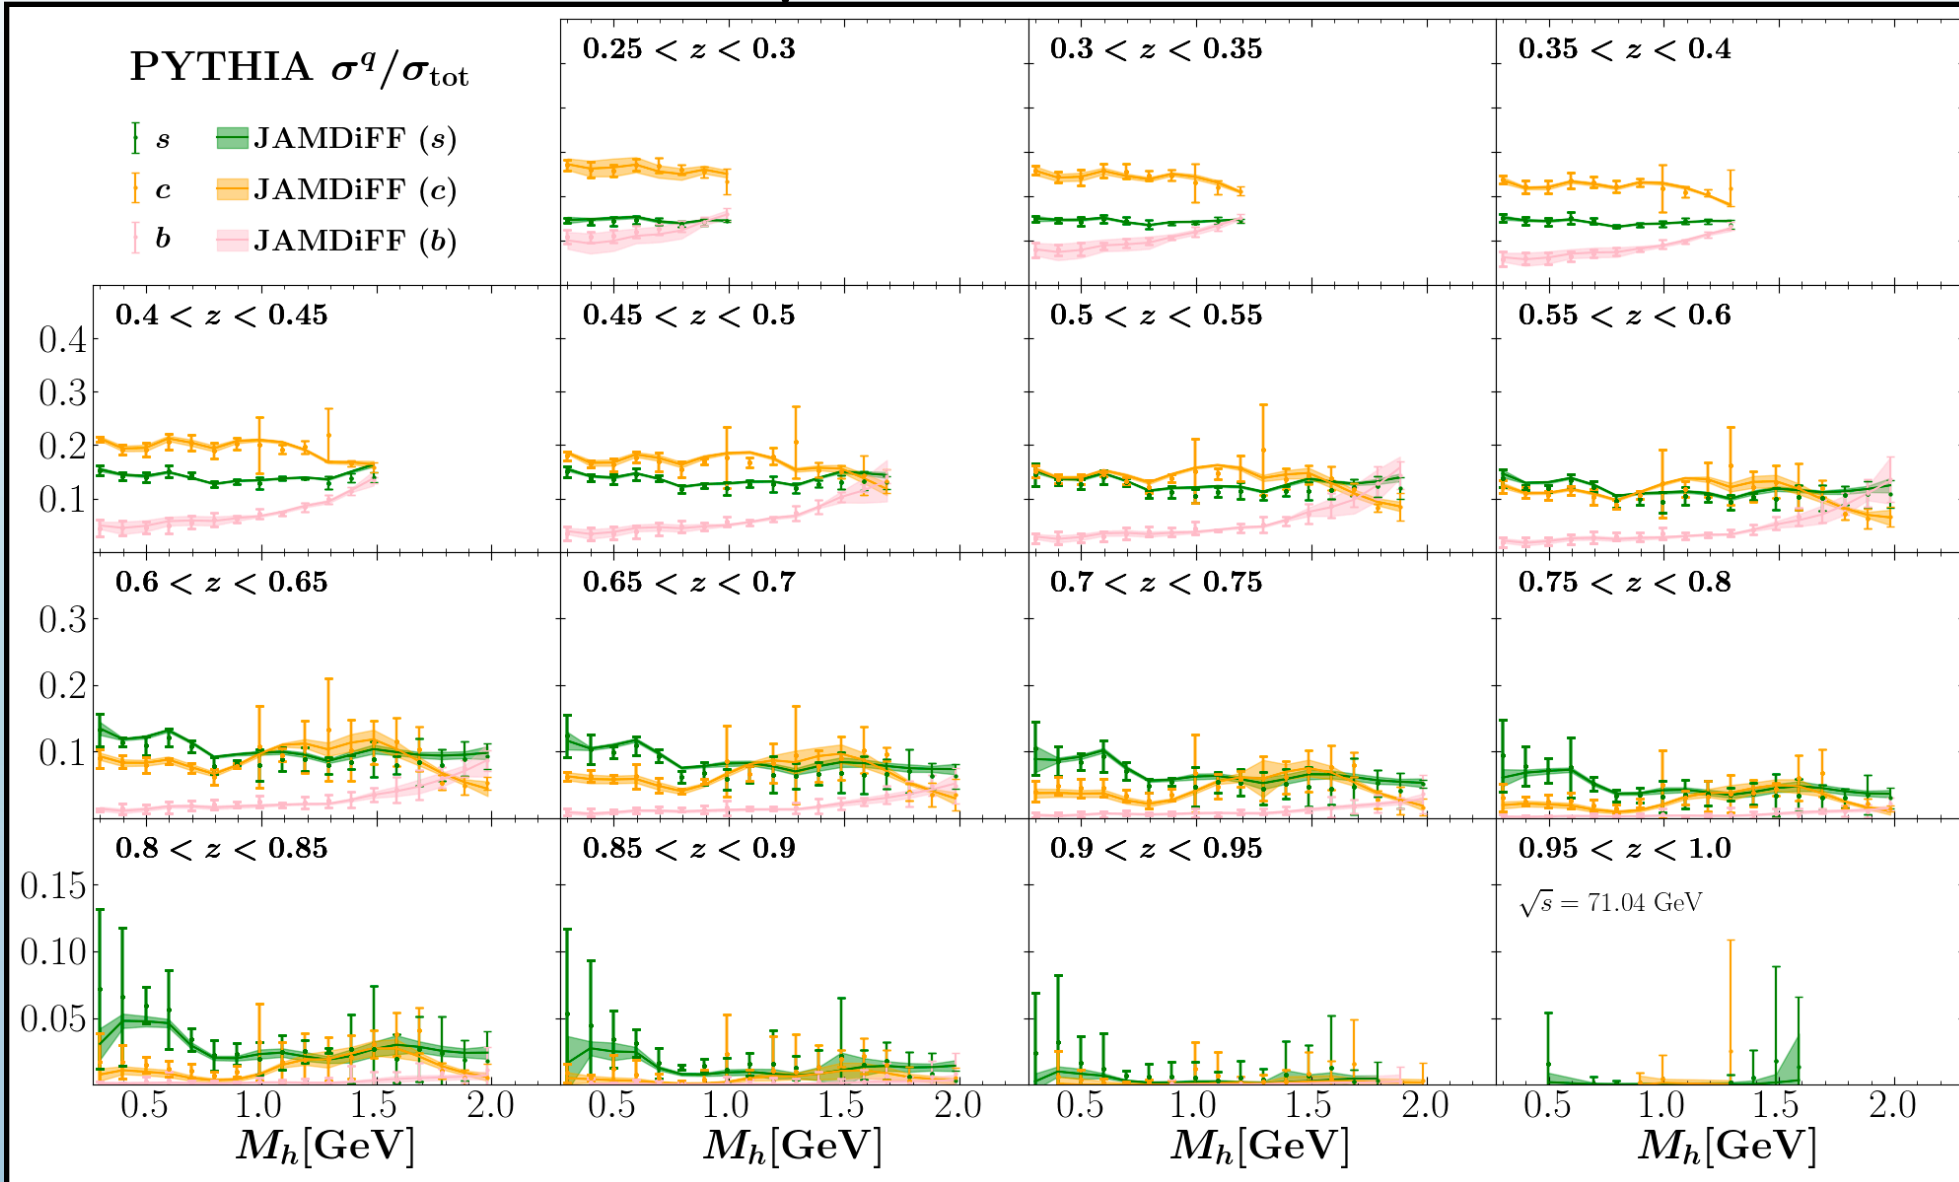 PYTHIA σ^q/σ_tot
s JAMDiFF (s)
c JAMDiFF (c)
b JAMDiFF (b)
0.25 < z < 0.3
0.3 < z < 0.35
0.35 < z < 0.4
0.4 < z < 0.45
0.45 < z < 0.5
0.5 < z < 0.55
0.55 < z < 0.6
0.4
0.3
0.2
0.1
0.6 < z < 0.65
0.65 < z < 0.7
0.7 < z < 0.75
0.75 < z < 0.8
0.3
0.2
0.1
0.8 < z < 0.85
0.85 < z < 0.9
0.9 < z < 0.95
0.95 < z < 1.0
√s = 71.04 GeV
0.15
0.10
0.05
0.5 1.0 1.5 2.0
0.5 1.0 1.5 2.0
0.5 1.0 1.5 2.0
0.5 1.0 1.5 2.0
M_h[GeV]
M_h[GeV]
M_h[GeV]
M_h[GeV]